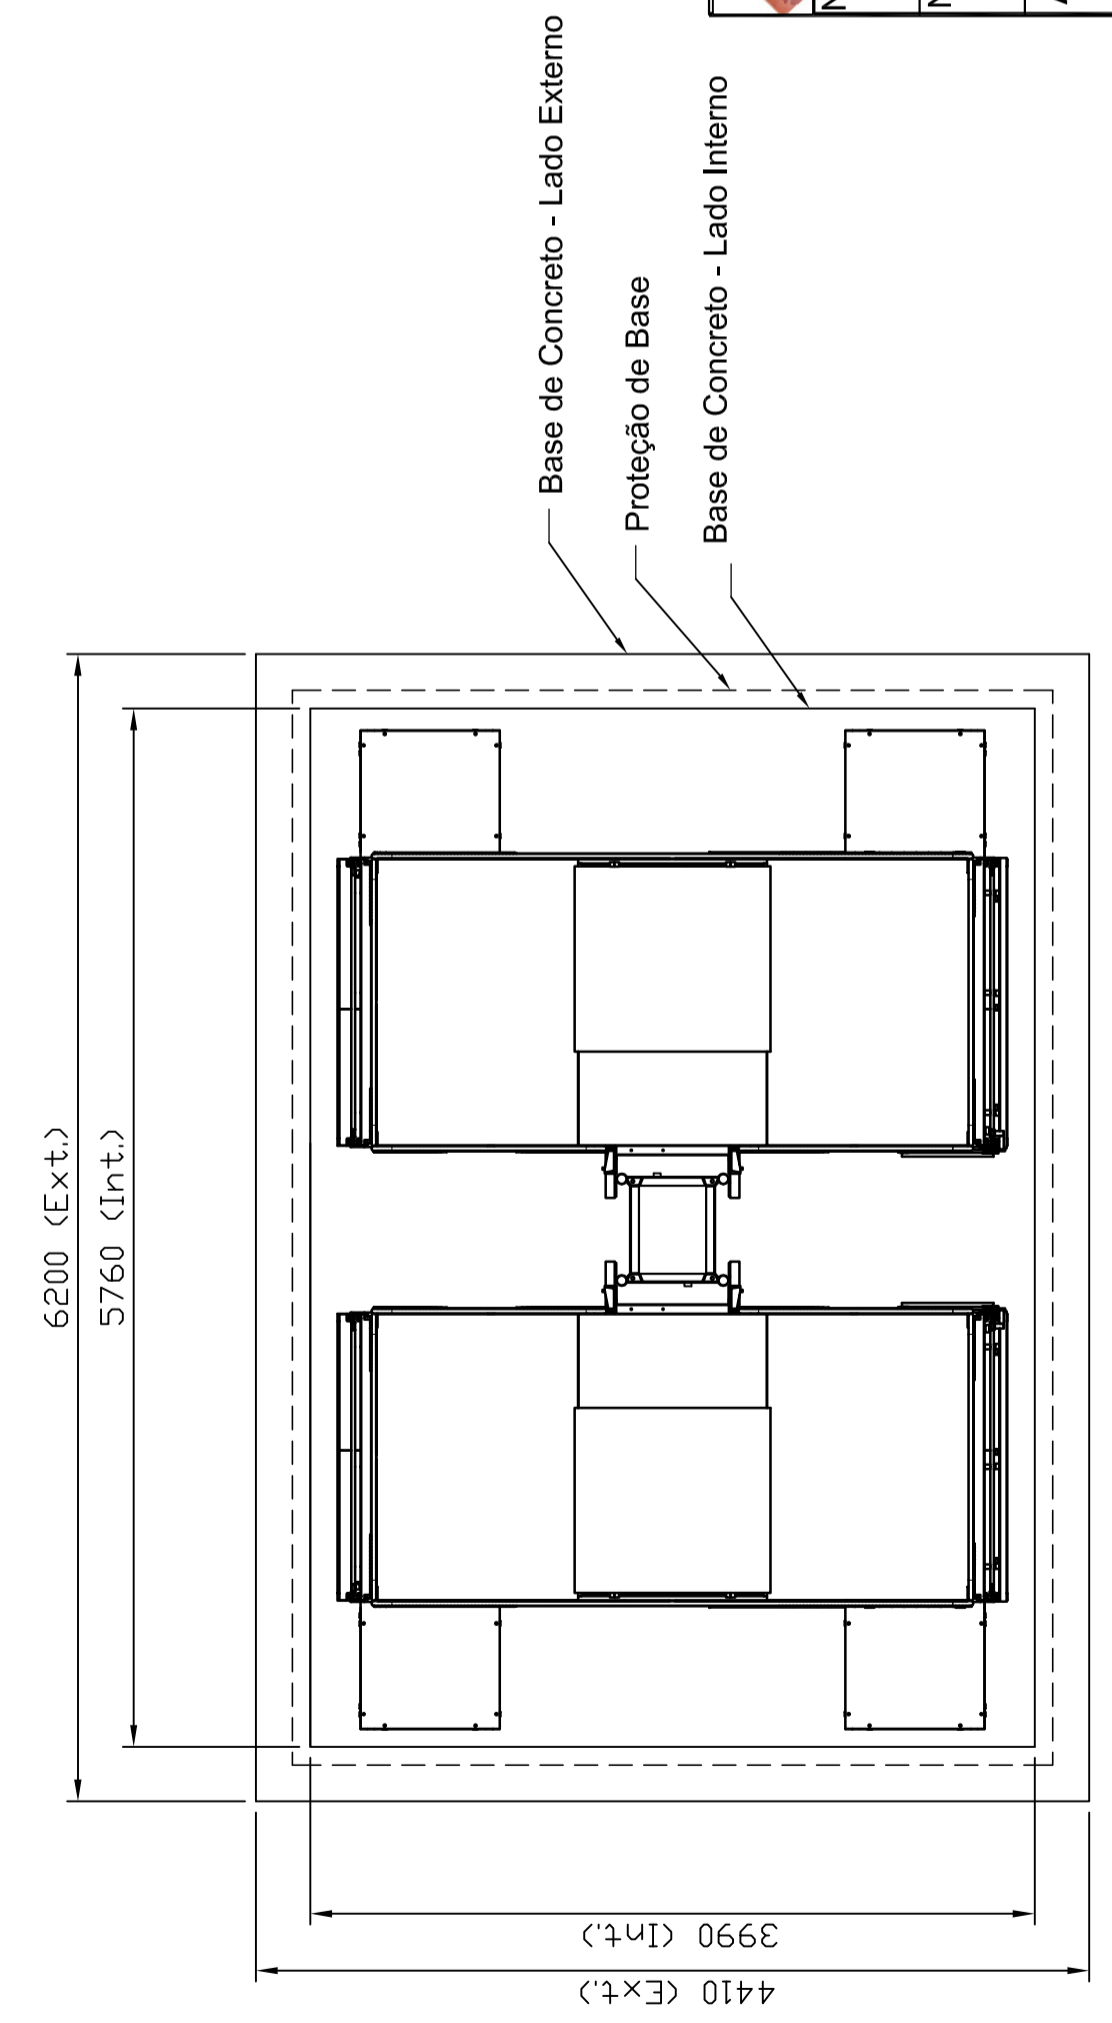 Base de Concreto - Lado Externo
Proteção de Base
Base de Concreto - Lado Interno
6200 (Ext.)
5760 (Int.)
3990 (Int.)
4410 (Ext.)